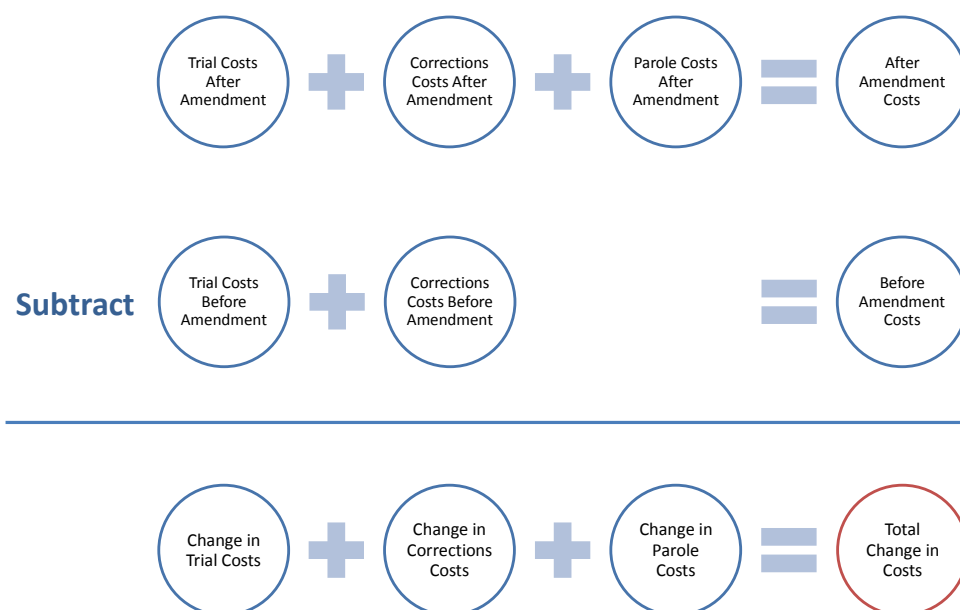 Trial Costs
After
Amendment
Corrections
Costs After
Amendment
Parole Costs
After
Amendment
After
Amendment
Costs
Subtract
Trial Costs
Before
Amendment
Corrections
Costs Before
Amendment
Before
Amendment
Costs
Change in
Trial Costs
Change in
Corrections
Costs
Change in
Parole
Costs
Total
Change in
Costs